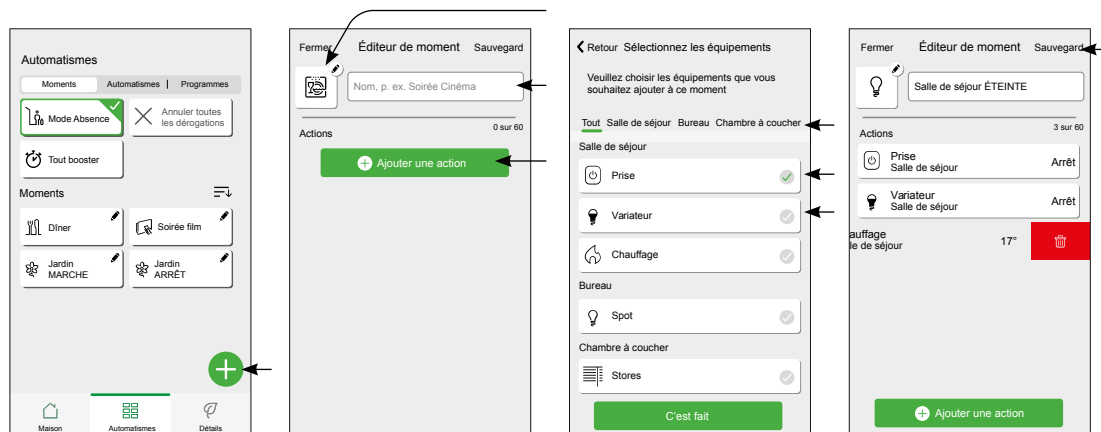 Automatismes
Moments Automatismes | Programmes
Mode Absence
Annuler toutes
les dérogations
Tout booster
Moments
Dîner
Soirée film
Jardin
MARCHE
Jardin
ARRÊT
Maison Automatismes Détails
Fermer Éditeur de moment Sauvegard
Nom, p. ex. Soirée Cinéma
Actions 0 sur 60
Ajouter une action
Retour Sélectionnez les équipements
Veuillez choisir les équipements que vous
souhaitez ajouter à ce moment
Tout Salle de séjour Bureau Chambre à coucher
Salle de séjour
Prise
Variateur
Chauffage
Bureau
Spot
Chambre à coucher
Stores
C'est fait
Fermer Éditeur de moment Sauvegard
Salle de séjour ÉTEINTE
Actions 3 sur 60
Prise
Salle de séjour Arrêt
Variateur
Salle de séjour Arrêt
auffage
le de séjour 17°
Ajouter une action